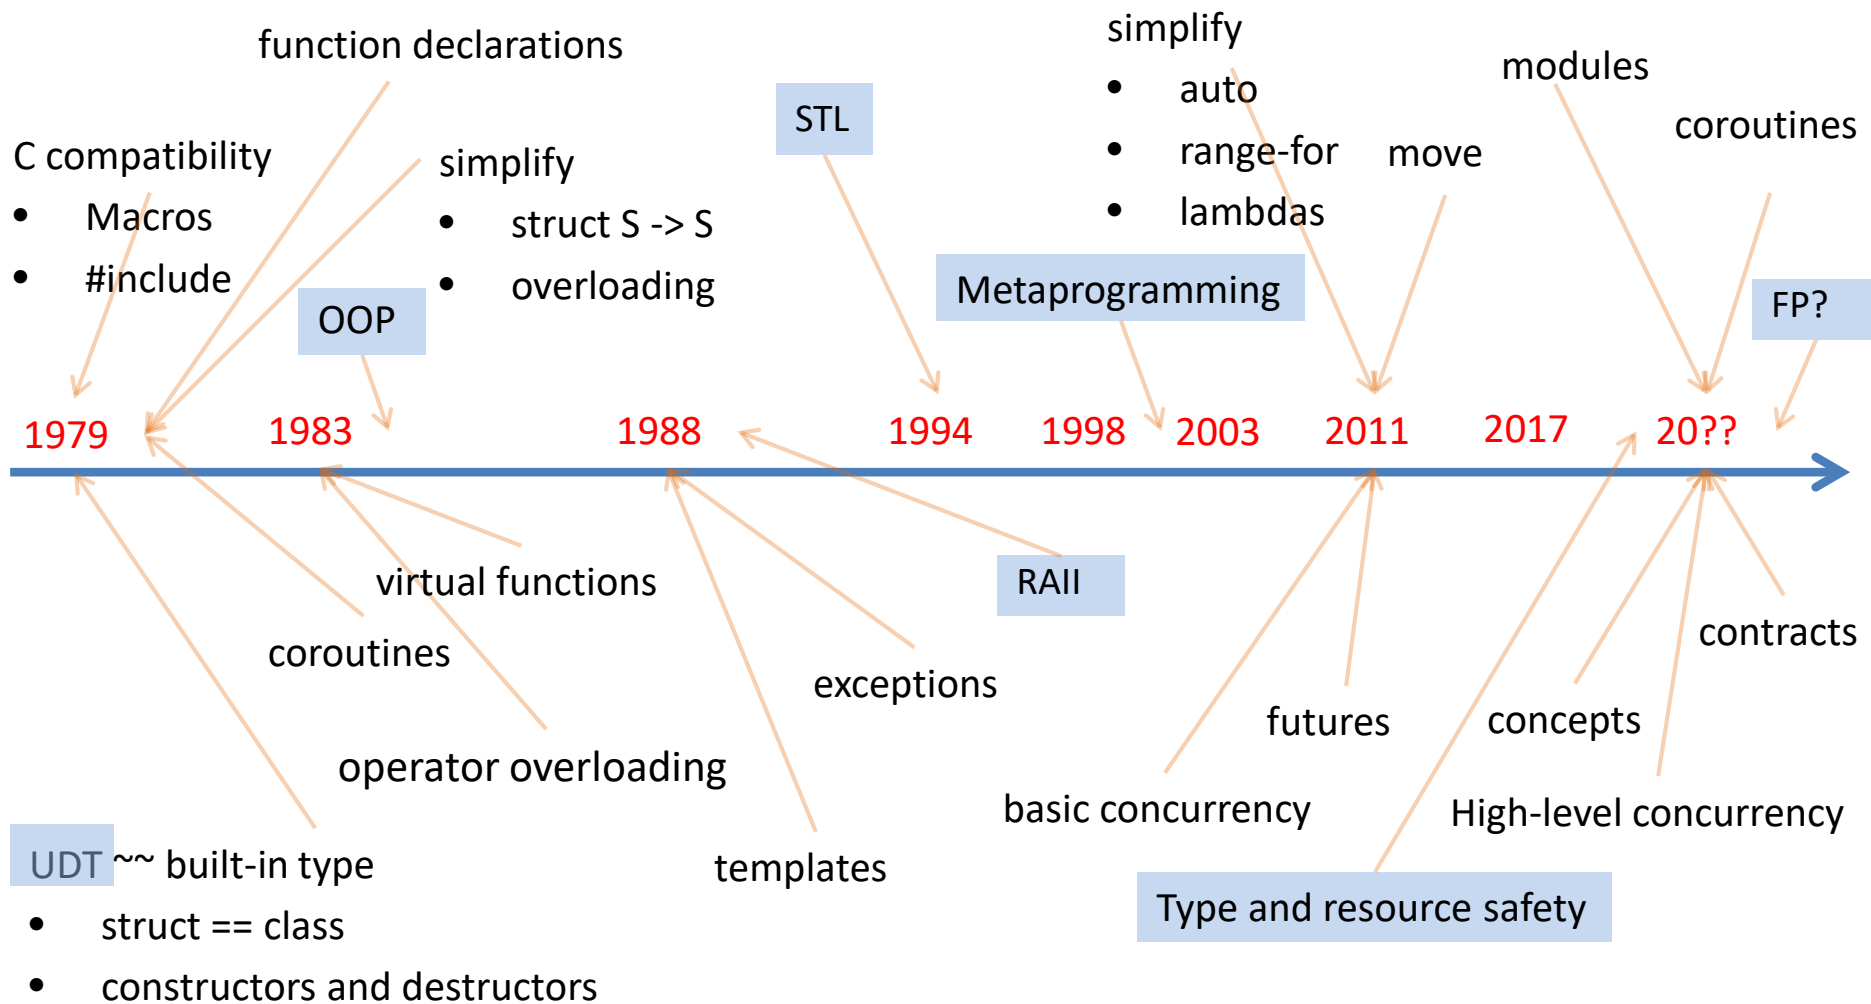 function declarations
simplify
• auto
• range-for
• lambdas
modules
coroutines
STL
move
C compatibility
• Macros
• #include
simplify
• struct S -> S
• overloading
OOP
Metaprogramming
FP?
1979 1983 1988 1994 1998 2003 2011 2017 20??
virtual functions
RAII
coroutines
exceptions
contracts
operator overloading
futures
concepts
basic concurrency
High-level concurrency
UDT ~~ built-in type
• struct == class
• constructors and destructors
templates
Type and resource safety